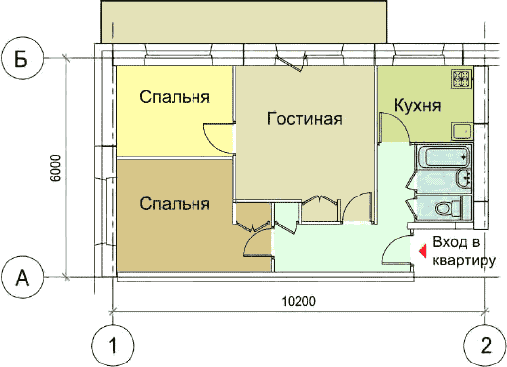 Б
Спальня
Гостиная
Кухня
6000
Спальня
Вход в
квартиру
А
10200
1
2